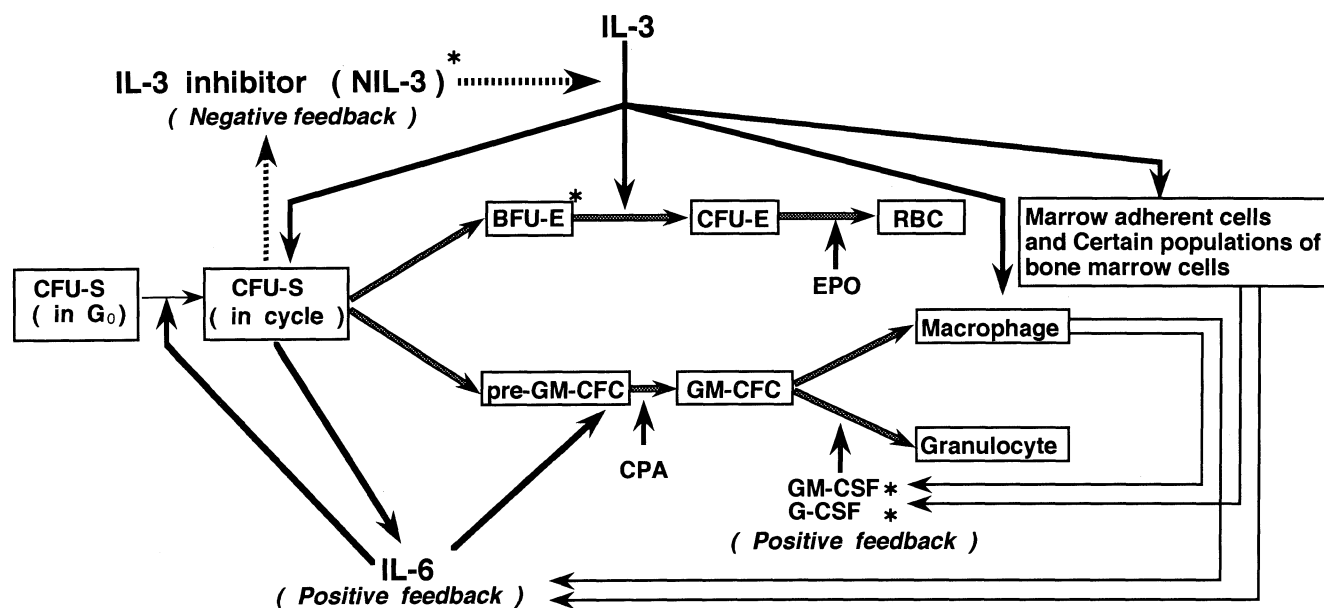 IL-3
IL-3 inhibitor ( NIL-3 )*
( Negative feedback )
BFU-E*
CFU-E
RBC
Marrow adherent cells
and Certain populations of
bone marrow cells
EPO
CFU-S
( in G₀)
CFU-S
( in cycle )
Macrophage
pre-GM-CFC
GM-CFC
CPA
Granulocyte
GM-CSF*
G-CSF *
( Positive feedback )
IL-6
( Positive feedback )